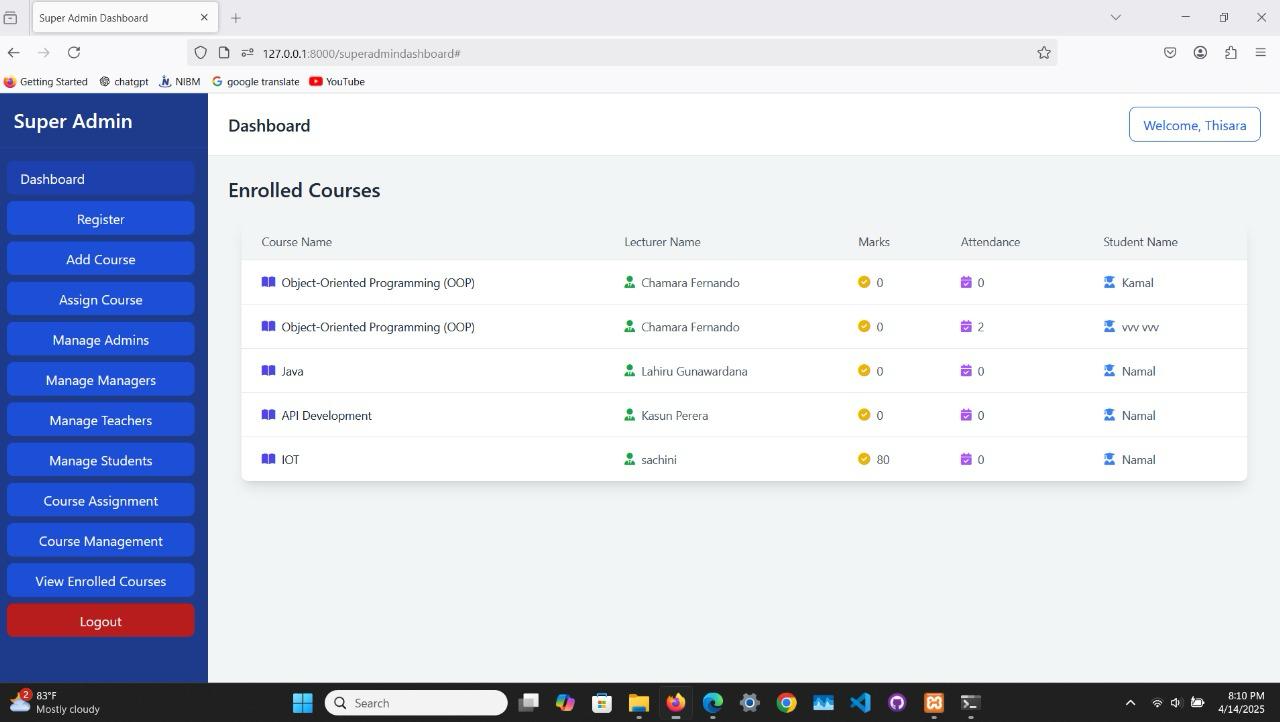 Super Admin Dashboard
127.0.0.1:8000/superadmindashboard#
Getting Started chatgpt NIBM google translate YouTube
Super Admin
Dashboard
Register
Add Course
Assign Course
Manage Admins
Manage Managers
Manage Teachers
Manage Students
Course Assignment
Course Management
View Enrolled Courses
Logout
Dashboard
Welcome, Thisara
Enrolled Courses
Course Name Lecturer Name Marks Attendance Student Name
Object-Oriented Programming (OOP) Chamara Fernando 0 0 Kamal
Object-Oriented Programming (OOP) Chamara Fernando 0 2 vvv vvv
Java Lahiru Gunawardana 0 0 Namal
API Development Kasun Perera 0 0 Namal
IOT sachini 80 0 Namal
2
83°F
Mostly cloudy
Search
8:10 PM
4/14/2025